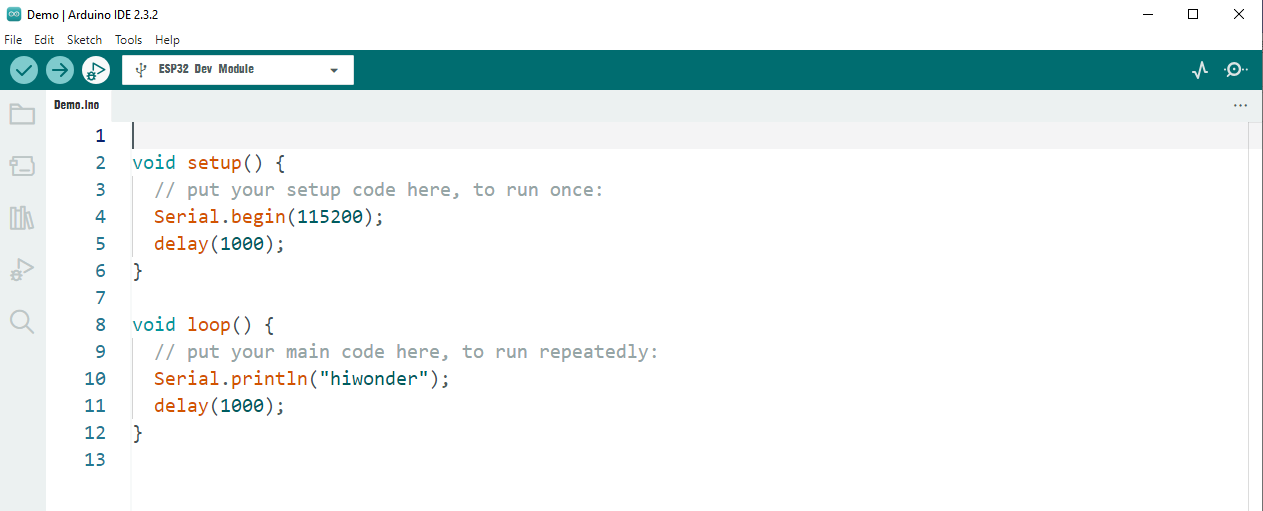 Demo | Arduino IDE 2.3.2
File Edit Sketch Tools Help
ESP32 Dev Module
Demo.ino
1
2 void setup() {
3   // put your setup code here, to run once:
4   Serial.begin(115200);
5   delay(1000);
6 }
7
8 void loop() {
9   // put your main code here, to run repeatedly:
10   Serial.println("hiwonder");
11   delay(1000);
12 }
13